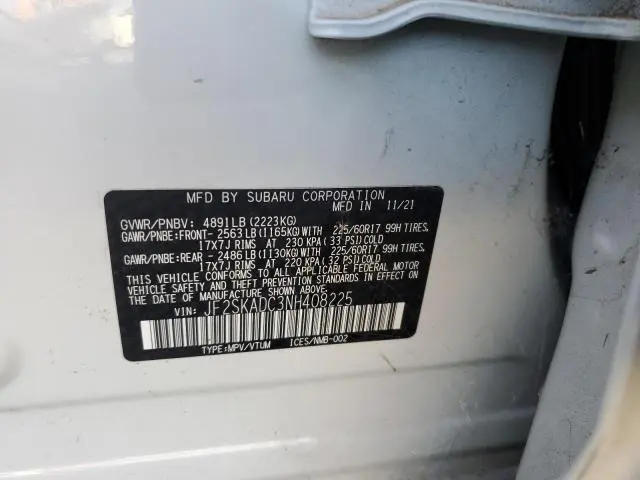 MFD BY SUBARU CORPORATION
MFD IN 11/21
GVWR/PNBV: 4891LB (2223KG)
GAWR/PNBE:FRONT- 2563LB(1165KG)WITH 225/60R17 99H TIRES,
17X7J RIMS AT 230 KPA(33 PSI)COLD
GAWR/PNBE:REAR - 2486LB(1130KG)WITH 225/60R17 99H TIRES,
17X7J RIMS AT 220 KPA(32 PSI)COLD
THIS VEHICLE CONFORMS TO ALL APPLICABLE FEDERAL MOTOR
VEHICLE SAFETY, BUMPER, AND THEFT PREVENTION STANDARDS
IN EFFECT ON THE DATE OF MANUFACTURE SHOWN ABOVE.
VIN: JF2SKADC3NH408225
TYPE:MPV/VTUM ICES/NMB-002